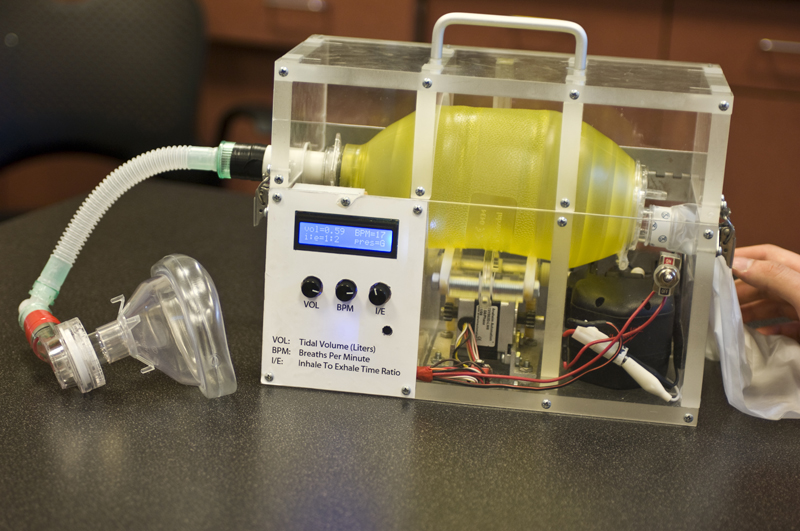 Vol=0.59 BPM=17
i:e=1:2 Pres=G
VOL BPM I/E
VOL: Tidal Volume (Liters)
BPM: Breaths Per Minute
I/E: Inhale To Exhale Time Ratio